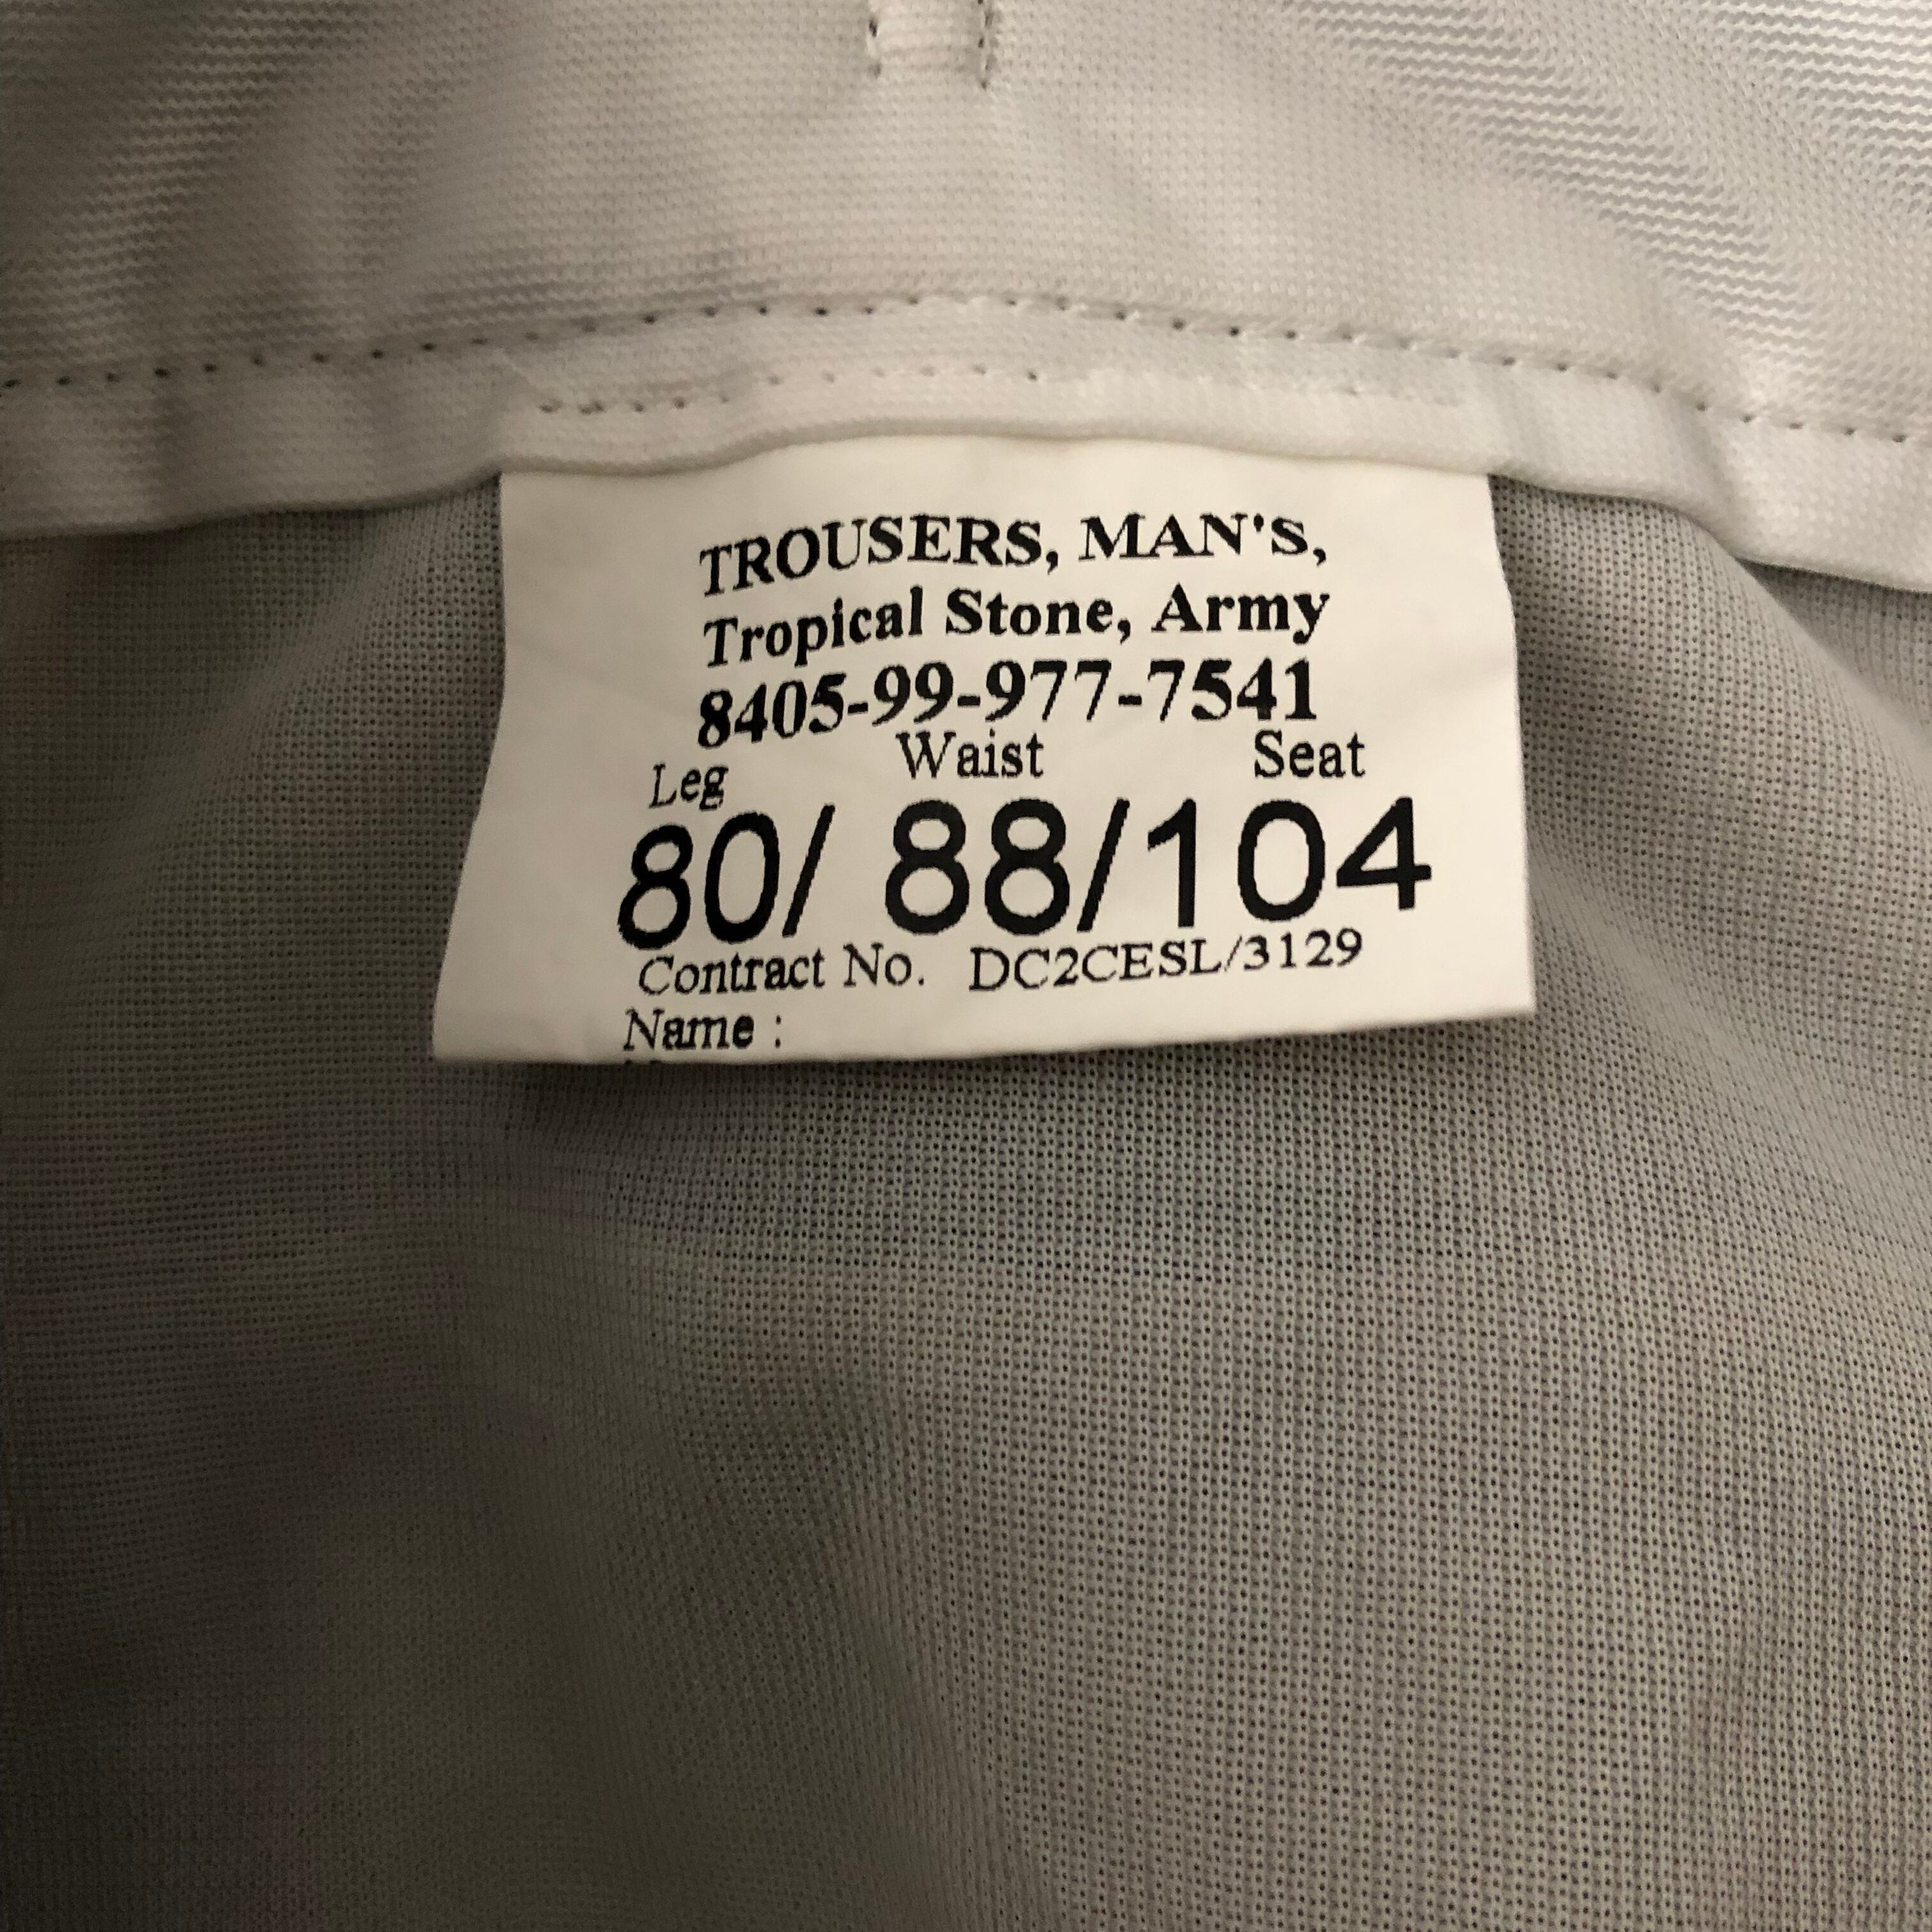 TROUSERS, MAN'S,
Tropical Stone, Army
8405-99-977-7541
Leg Waist Seat
80/ 88/104
Contract No. DC2CESL/3129
Name :